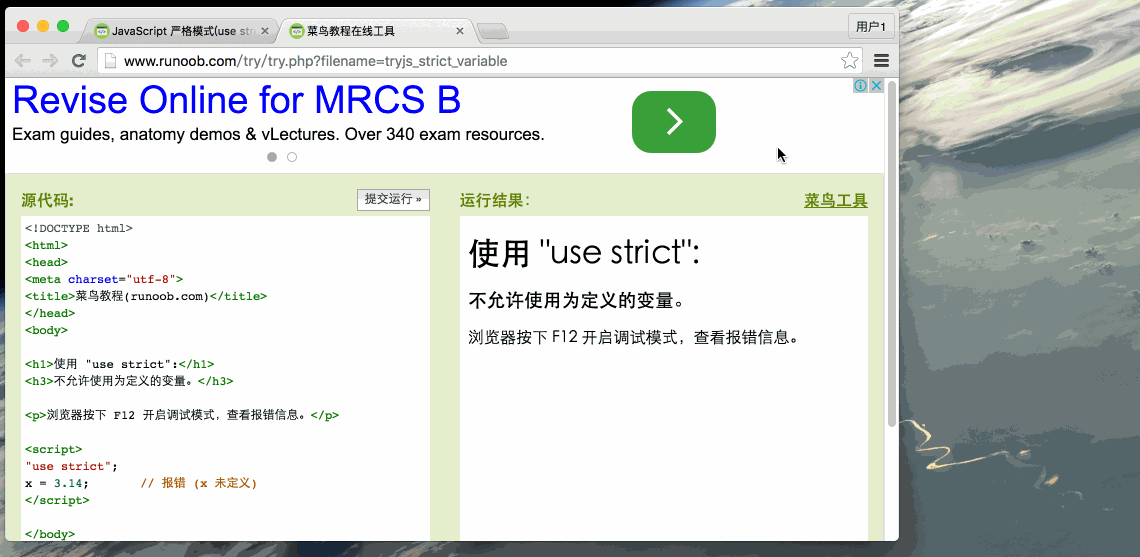 JavaScript 严格模式(use str
菜鸟教程在线工具
用户1
www.runoob.com/try/try.php?filename=tryjs_strict_variable
Revise Online for MRCS B
Exam guides, anatomy demos & vLectures. Over 340 exam resources.
源代码:
提交运行 »
<!DOCTYPE html>
<html>
<head>
<meta charset="utf-8">
<title>菜鸟教程(runoob.com)</title>
</head>
<body>
<h1>使用 "use strict":</h1>
<h3>不允许使用为定义的变量。</h3>
<p>浏览器按下 F12 开启调试模式，查看报错信息。</p>
<script>
"use strict";
x = 3.14;       // 报错 (x 未定义)
</script>
</body>
运行结果:
菜鸟工具
使用 "use strict":
不允许使用为定义的变量。
浏览器按下 F12 开启调试模式，查看报错信息。